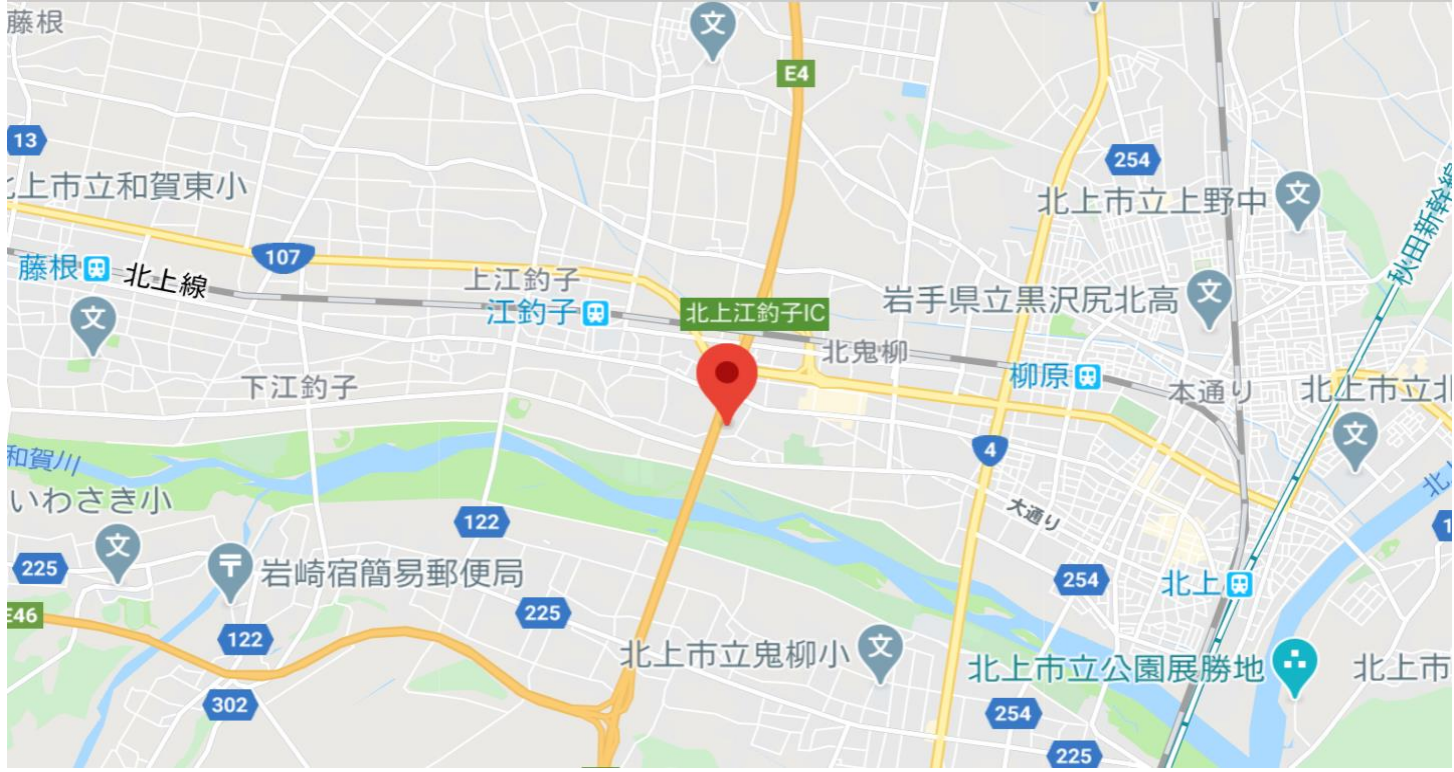 藤根
文
E4
13
254
北上市立和賀東小
北上市立上野中
文
秋田新幹線
107
藤根
北上線
上江釣子
江釣子
北上江釣子IC
岩手県立黒沢尻北高
文
文
北鬼柳
柳原
本通り
下江釣子
北上市立北
文
4
和賀川
いわさき小
大通り
122
文
225
〒
岩崎宿簡易郵便局
254
北上
E46
225
122
北上市立鬼柳小
文
北上市立公園展勝地
北上市
302
254
225